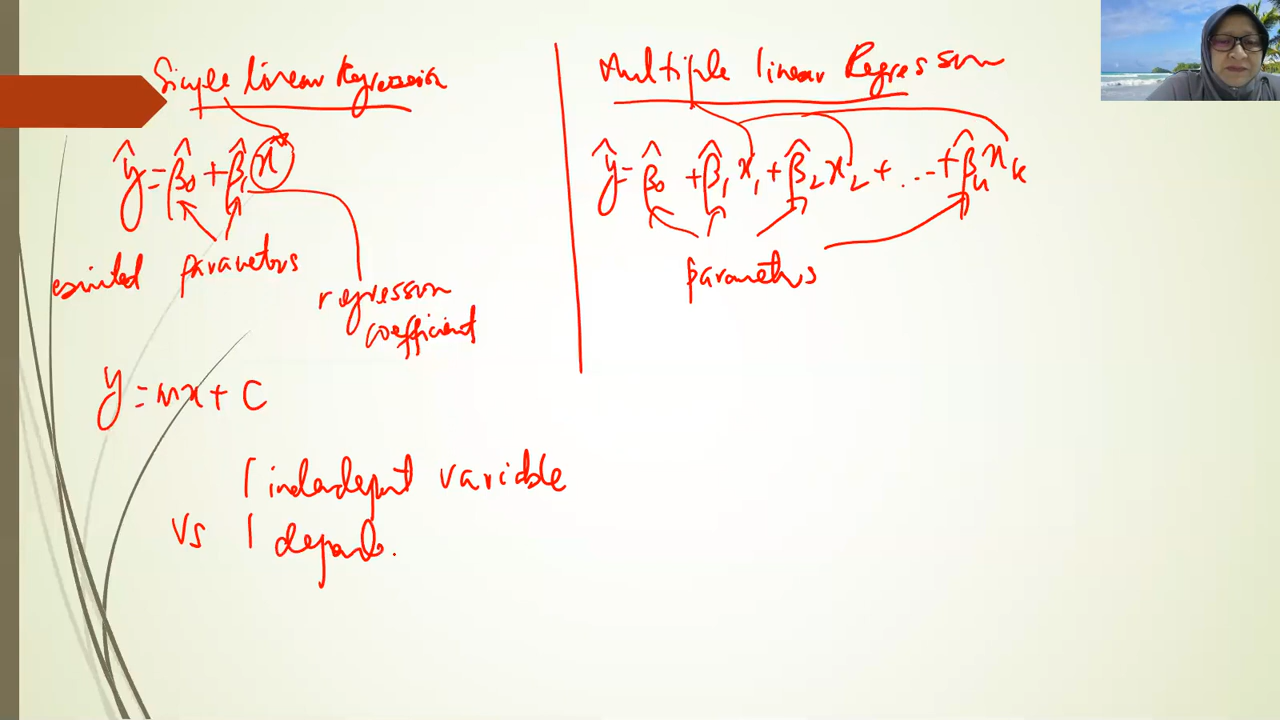 Simple linear Regression
ŷ = β̂₀ + β̂₁ x
parameters
regression
coefficient
y = mx + C
1 independent variable
Vs 1 depend
Multiple linear Regression
ŷ = β̂₀ + β̂₁ x₁ + β̂₂ x₂ + ... + β̂ₖ xₖ
parameters